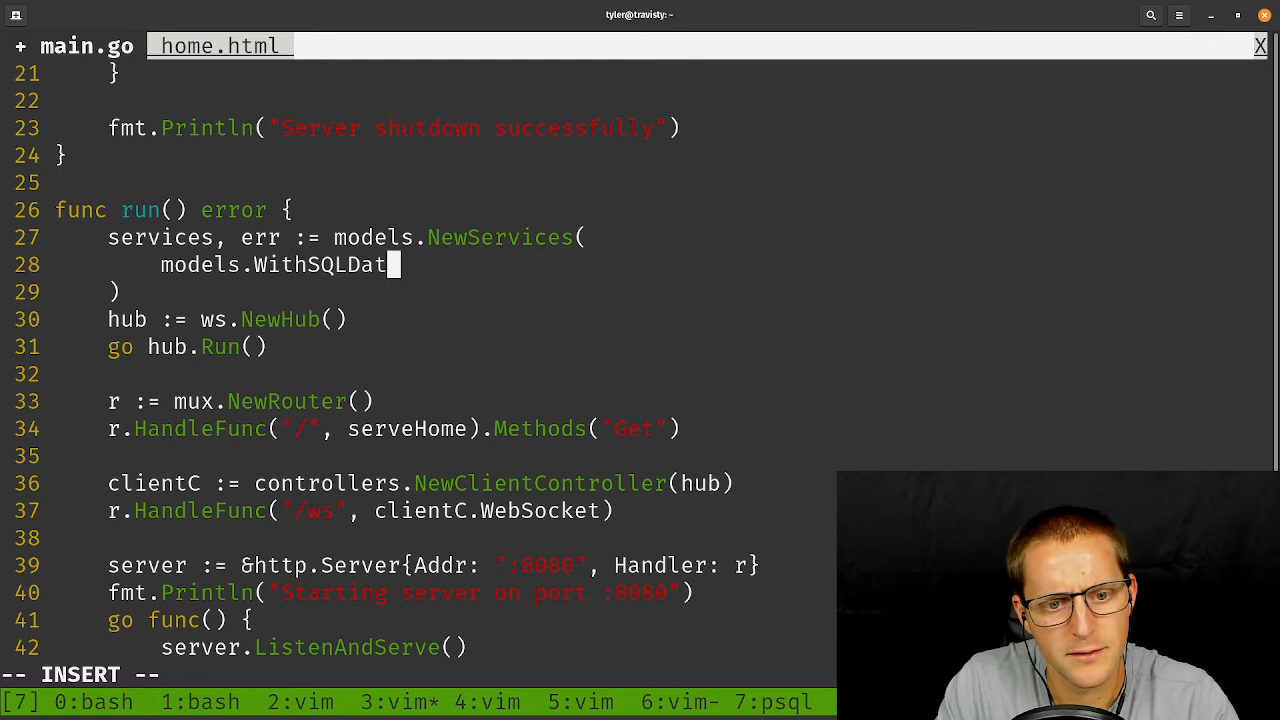 tyler@travisty: ~
+ main.go home.html X
21 }
22
23 fmt.Println("Server shutdown successfully")
24 }
25
26 func run() error {
27 services, err := models.NewServices(
28 models.WithSQLDat
29 )
30 hub := ws.NewHub()
31 go hub.Run()
32
33 r := mux.NewRouter()
34 r.HandleFunc("/*", serveHome).Methods("Get")
35
36 clientC := controllers.NewClientController(hub)
37 r.HandleFunc("/ws", clientC.WebSocket)
38
39 server := &http.Server{Addr: ":8080", Handler: r}
40 fmt.Println("Starting server on port :8080")
41 go func() {
42 server.ListenAndServe()
-- INSERT --
[7] 0:bash 1:bash 2:vim 3:vim* 4:vim 5:vim 6:vim- 7:psql